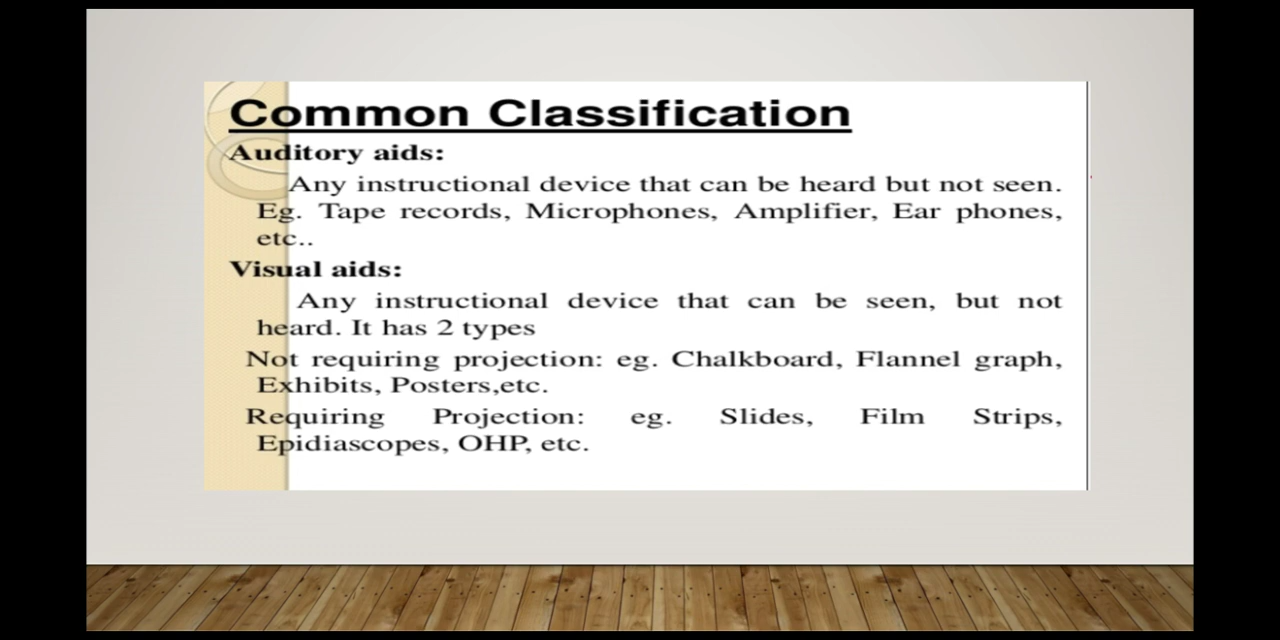 Common Classification
Auditory aids:
Any instructional device that can be heard but not seen.
Eg. Tape records, Microphones, Amplifier, Ear phones,
etc..
Visual aids:
Any instructional device that can be seen, but not
heard. It has 2 types
Not requiring projection: eg. Chalkboard, Flannel graph,
Exhibits, Posters,etc.
Requiring Projection: eg. Slides, Film Strips,
Epidiascopes, OHP, etc.